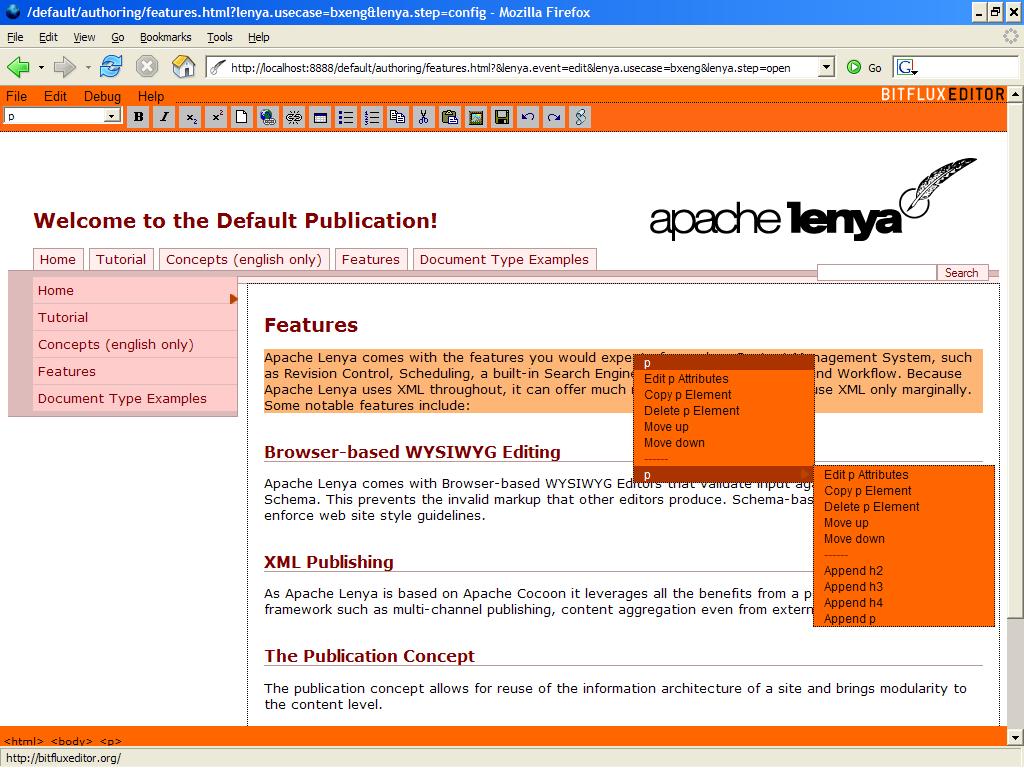 /default/authoring/features.html?lenya.usecase=bxeng&lenya.step=config - Mozilla Firefox
File Edit View Go Bookmarks Tools Help
http://localhost:8888/default/authoring/features.html?&lenya.event=edit&lenya.usecase=bxeng&lenya.step=open Go G
File Edit Debug Help BITFLUXEDITOR
p B I x2 x2
apache lenya
Welcome to the Default Publication!
Home Tutorial Concepts (english only) Features Document Type Examples
Search
Home
Tutorial
Concepts (english only)
Features
Document Type Examples
Features
Apache Lenya comes with the features you would expe Management System, such
as Revision Control, Scheduling, a built-in Search Engine nd Workflow. Because
Apache Lenya uses XML throughout, it can offer much use XML only marginally.
Some notable features include:
p
Edit p Attributes
Copy p Element
Delete p Element
Move up
Move down
------
p
Edit p Attributes
Copy p Element
Delete p Element
Move up
Move down
------
Append h2
Append h3
Append h4
Append p
Browser-based WYSIWYG Editing
Apache Lenya comes with Browser-based WYSIWYG Editors that validate input ag
Schema. This prevents the invalid markup that other editors produce. Schema-bas
enforce web site style guidelines.
XML Publishing
As Apache Lenya is based on Apache Cocoon it leverages all the benefits from a p
framework such as multi-channel publishing, content aggregation even from extern
The Publication Concept
The publication concept allows for reuse of the information architecture of a site and brings modularity to
the content level.
<html> <body> <p>
http://bitfluxeditor.org/